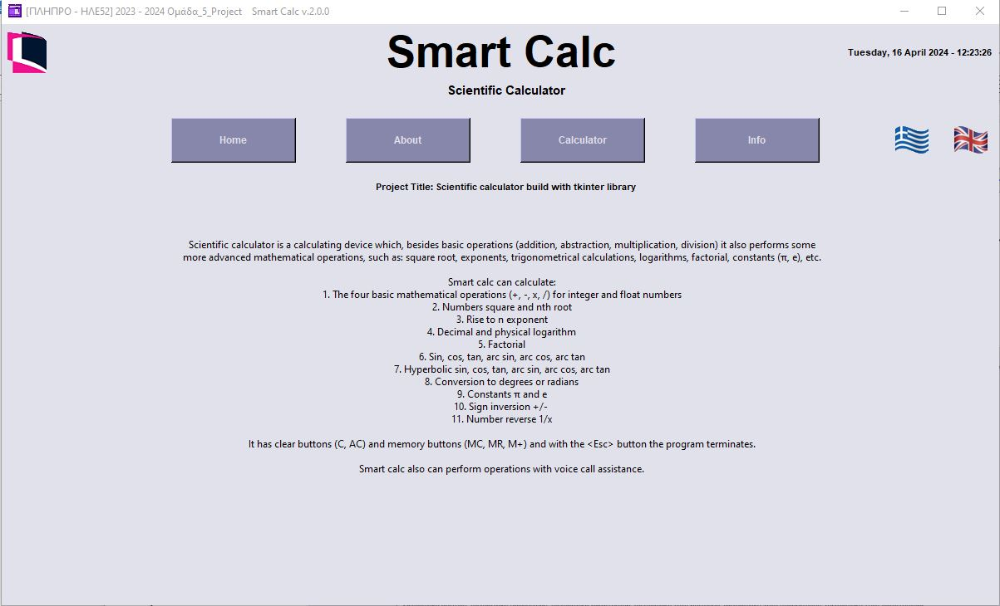 [ΠΛΗΠΡΟ - ΗΛΕ52] 2023 - 2024 Ομάδα_5_Project    Smart Calc v.2.0.0
Smart Calc
Tuesday, 16 April 2024 - 12:23:26
Scientific Calculator
Home
About
Calculator
Info
Project Title: Scientific calculator build with tkinter library
Scientific calculator is a calculating device which, besides basic operations (addition, abstraction, multiplication, division) it also performs some
more advanced mathematical operations, such as: square root, exponents, trigonometrical calculations, logarithms, factorial, constants (π, e), etc.
Smart calc can calculate:
1. The four basic mathematical operations (+, -, x, /) for integer and float numbers
2. Numbers square and nth root
3. Rise to n exponent
4. Decimal and physical logarithm
5. Factorial
6. Sin, cos, tan, arc sin, arc cos, arc tan
7. Hyperbolic sin, cos, tan, arc sin, arc cos, arc tan
8. Conversion to degrees or radians
9. Constants π and e
10. Sign inversion +/-
11. Number reverse 1/x
It has clear buttons (C, AC) and memory buttons (MC, MR, M+) and with the <Esc> button the program terminates.
Smart calc also can perform operations with voice call assistance.